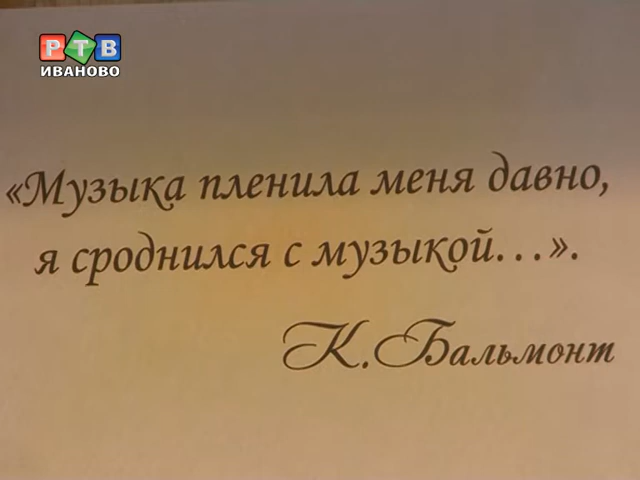 РТВ
ИВАНОВО
«Музыка пленила меня давно,
я сроднился с музыкой...».
К. Бальмонт